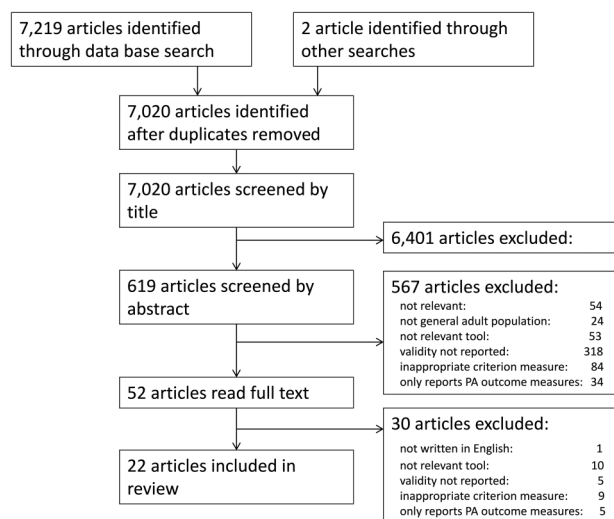 7,219 articles identified
through data base search
2 article identified through
other searches
7,020 articles identified
after duplicates removed
7,020 articles screened by
title
6,401 articles excluded:
619 articles screened by
abstract
567 articles excluded:
not relevant: 54
not general adult population: 24
not relevant tool: 53
validity not reported: 318
inappropriate criterion measure: 84
only reports PA outcome measures: 34
52 articles read full text
30 articles excluded:
not written in English: 1
not relevant tool: 10
validity not reported: 5
inappropriate criterion measure: 9
only reports PA outcome measures: 5
22 articles included in
review